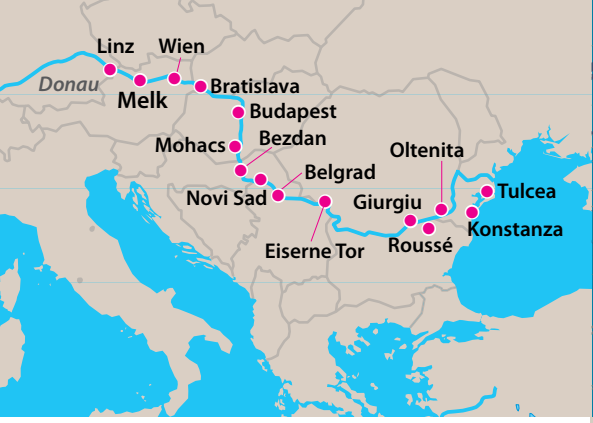 Linz
Wien
Donau
Melk
Bratislava
Budapest
Mohacs
Bezdan
Oltenita
Belgrad
Novi Sad
Giurgiu
Tulcea
Konstanza
Roussé
Eiserne Tor